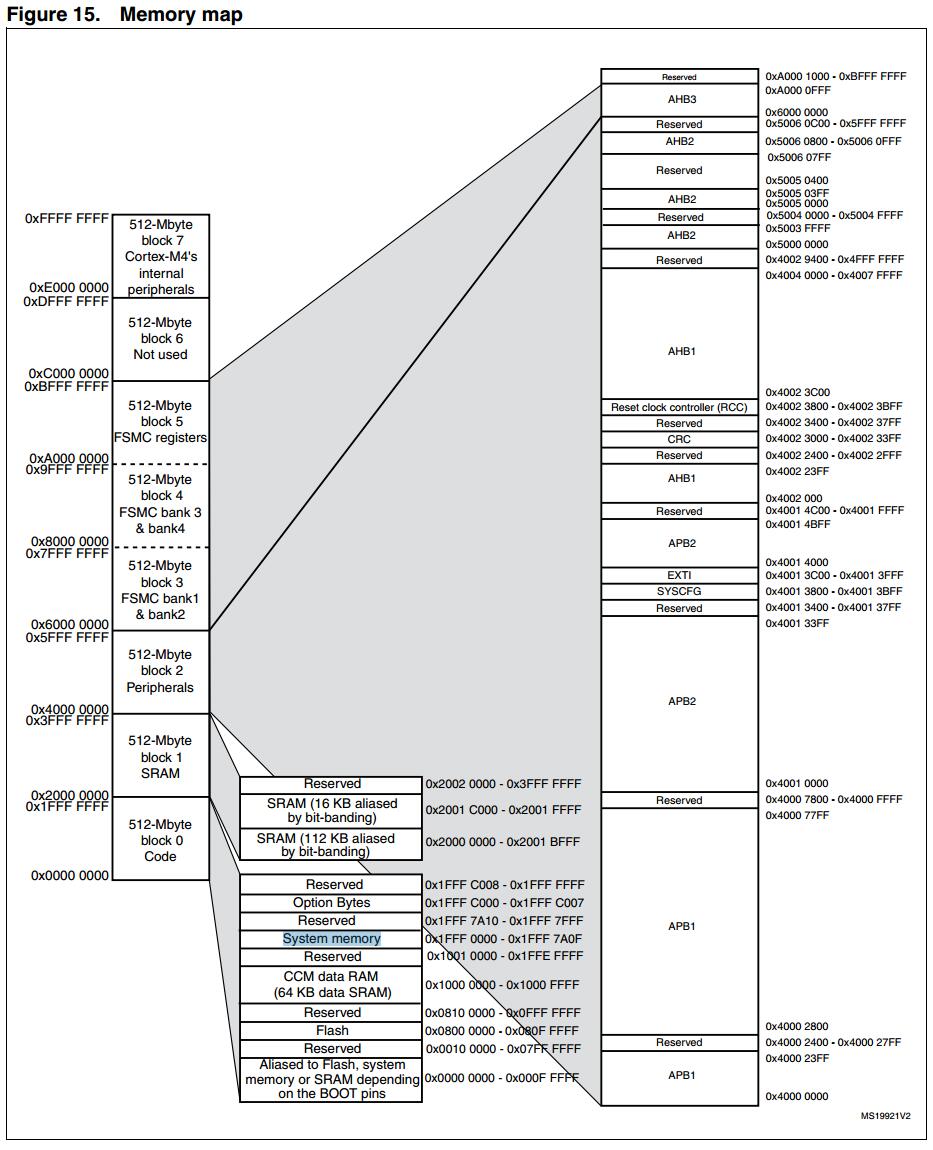 Figure 15. Memory map
0xFFFF FFFF
512-Mbyte
block 7
Cortex-M4's
internal
peripherals
0xE000 0000
0xDFFF FFFF
512-Mbyte
block 6
Not used
0xC000 0000
0xBFFF FFFF
512-Mbyte
block 5
FSMC registers
0xA000 0000
0x9FFF FFFF
512-Mbyte
block 4
FSMC bank 3
& bank4
0x8000 0000
0x7FFF FFFF
512-Mbyte
block 3
FSMC bank1
& bank2
0x6000 0000
0x5FFF FFFF
512-Mbyte
block 2
Peripherals
0x4000 0000
0x3FFF FFFF
512-Mbyte
block 1
SRAM
0x2000 0000
0x1FFF FFFF
512-Mbyte
block 0
Code
0x0000 0000
Reserved 0x2002 0000 - 0x3FFF FFFF
SRAM (16 KB aliased
by bit-banding) 0x2001 C000 - 0x2001 FFFF
SRAM (112 KB aliased
by bit-banding) 0x2000 0000 - 0x2001 BFFF
Reserved 0x1FFF C008 - 0x1FFF FFFF
Option Bytes 0x1FFF C000 - 0x1FFF C007
Reserved 0x1FFF 7A10 - 0x1FFF 7FFF
System memory 0x1FFF 0000 - 0x1FFF 7A0F
Reserved 0x1001 0000 - 0x1FFE FFFF
CCM data RAM
(64 KB data SRAM) 0x1000 0000 - 0x1000 FFFF
Reserved 0x0810 0000 - 0x0FFF FFFF
Flash 0x0800 0000 - 0x080F FFFF
Reserved 0x0010 0000 - 0x07FF FFFF
Aliased to Flash, system
memory or SRAM depending
on the BOOT pins 0x0000 0000 - 0x000F FFFF
Reserved 0xA000 1000 - 0xBFFF FFFF
0xA000 0FFF
AHB3
0x6000 0000
Reserved 0x5006 0C00 - 0x5FFF FFFF
AHB2 0x5006 0800 - 0x5006 0FFF
0x5006 07FF
Reserved
0x5005 0400
0x5005 03FF
AHB2
0x5005 0000
Reserved 0x5004 0000 - 0x5004 FFFF
0x5003 FFFF
AHB2
0x5000 0000
Reserved 0x4002 9400 - 0x4FFF FFFF
0x4004 0000 - 0x4007 FFFF
AHB1
0x4002 3C00
Reset clock controller (RCC) 0x4002 3800 - 0x4002 3BFF
Reserved 0x4002 3400 - 0x4002 37FF
CRC 0x4002 3000 - 0x4002 33FF
Reserved 0x4002 2400 - 0x4002 2FFF
0x4002 23FF
AHB1
0x4002 000
Reserved 0x4001 4C00 - 0x4001 FFFF
0x4001 4BFF
APB2
0x4001 4000
EXTI 0x4001 3C00 - 0x4001 3FFF
SYSCFG 0x4001 3800 - 0x4001 3BFF
Reserved 0x4001 3400 - 0x4001 37FF
0x4001 33FF
APB2
0x4001 0000
Reserved 0x4000 7800 - 0x4000 FFFF
0x4000 77FF
APB1
0x4000 2800
Reserved 0x4000 2400 - 0x4000 27FF
0x4000 23FF
APB1
0x4000 0000
MS19921V2